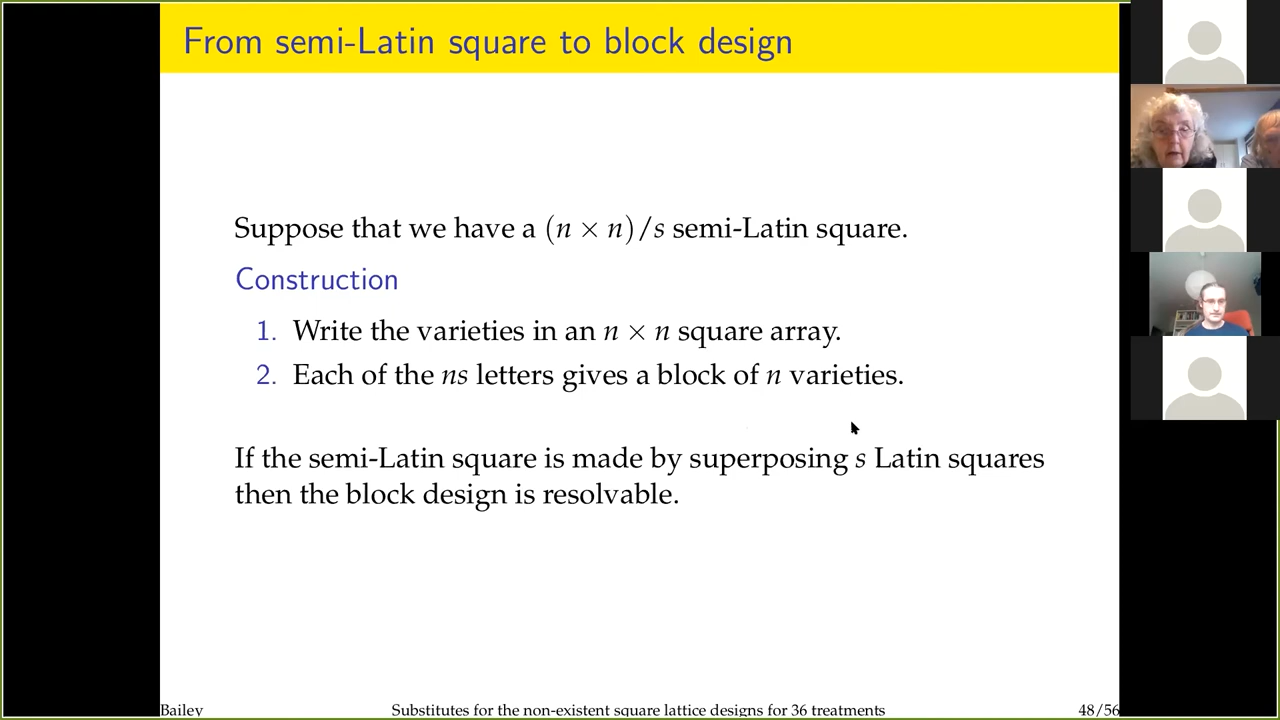 From semi-Latin square to block design
Suppose that we have a (n × n)/s semi-Latin square.
Construction
1. Write the varieties in an n × n square array.
2. Each of the ns letters gives a block of n varieties.
If the semi-Latin square is made by superposing s Latin squares
then the block design is resolvable.
Bailey Substitutes for the non-existent square lattice designs for 36 treatments 48/56